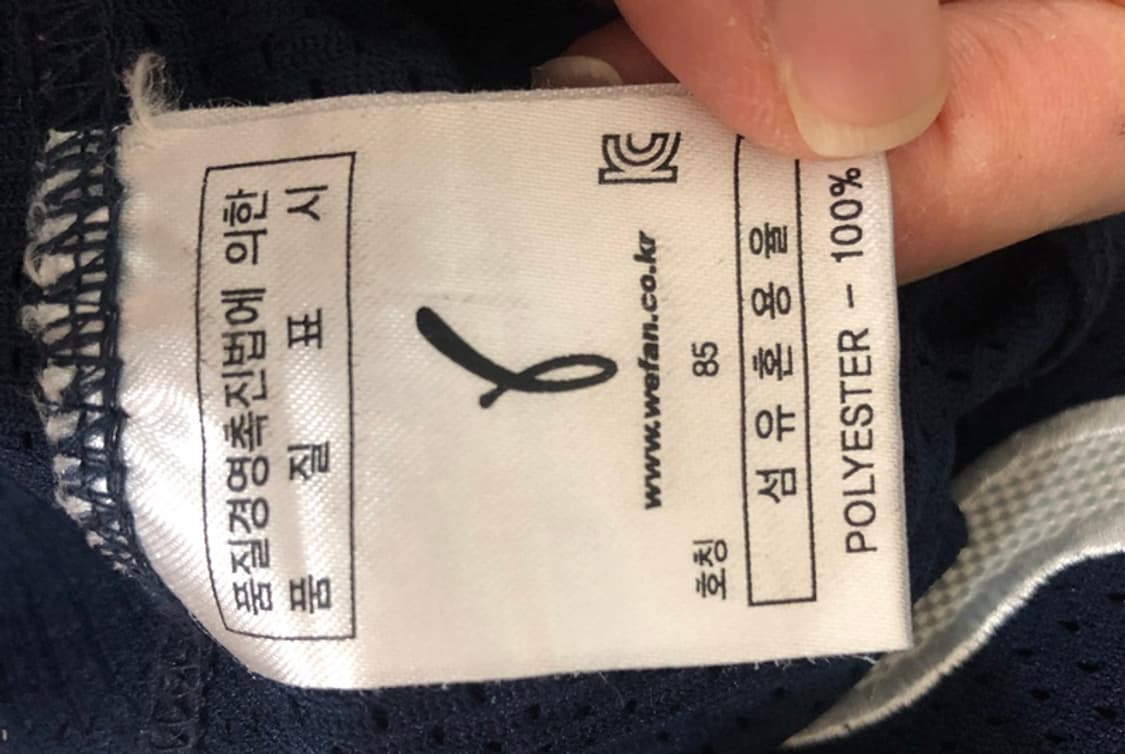 품질경영촉진법에 의한
품 질 표 시
www.wefan.co.kr
호칭 85
섬 유 혼 용 율
POLYESTER - 100%